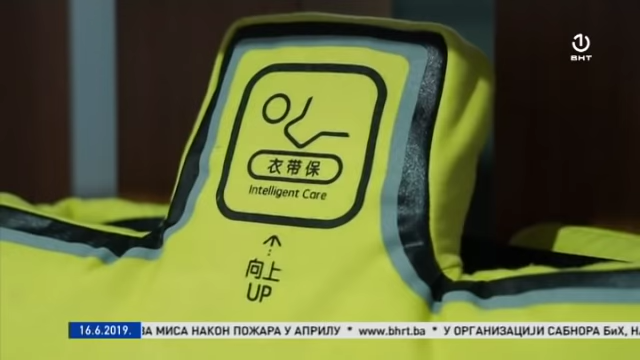 BHT
衣带保
Intelligent Care
向上
UP
16.6.2019.
ВА МИСА НАКОН ПОЖАРА У АПРИЛУ * www.bhrt.ba * У ОРГАНИЗАЦИЈИ САБНОРА БиХ, НА